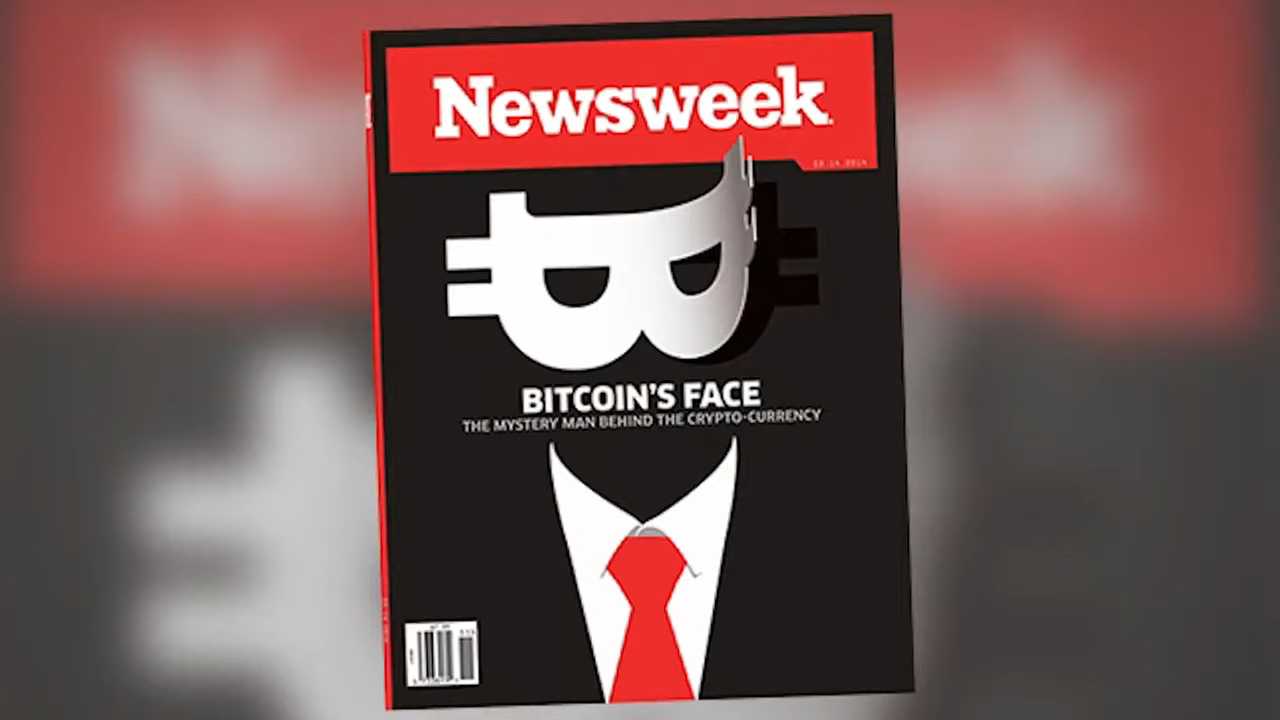 Newsweek
BITCOIN'S FACE
THE MYSTERY MAN BEHIND THE CRYPTO-CURRENCY